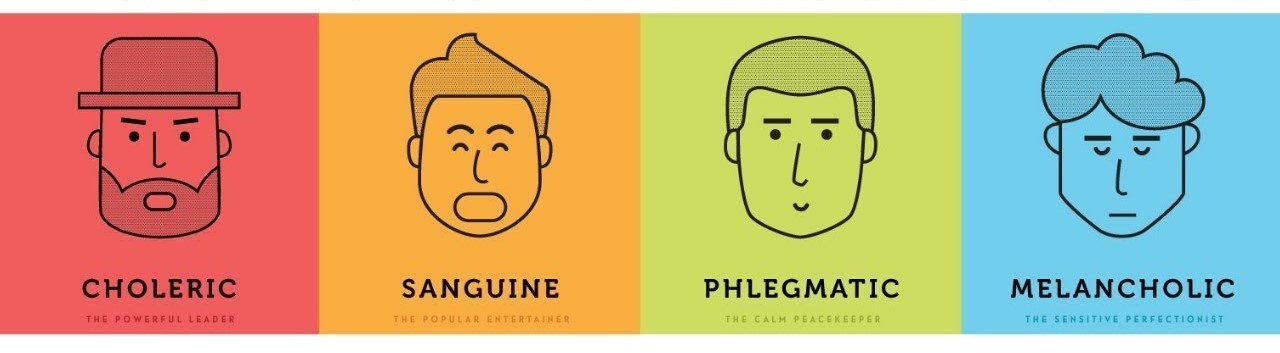 CHOLERIC
THE POWERFUL LEADER
SANGUINE
THE POPULAR ENTERTAINER
PHLEGMATIC
THE CALM PEACEKEEPER
MELANCHOLIC
THE SENSITIVE PERFECTIONIST